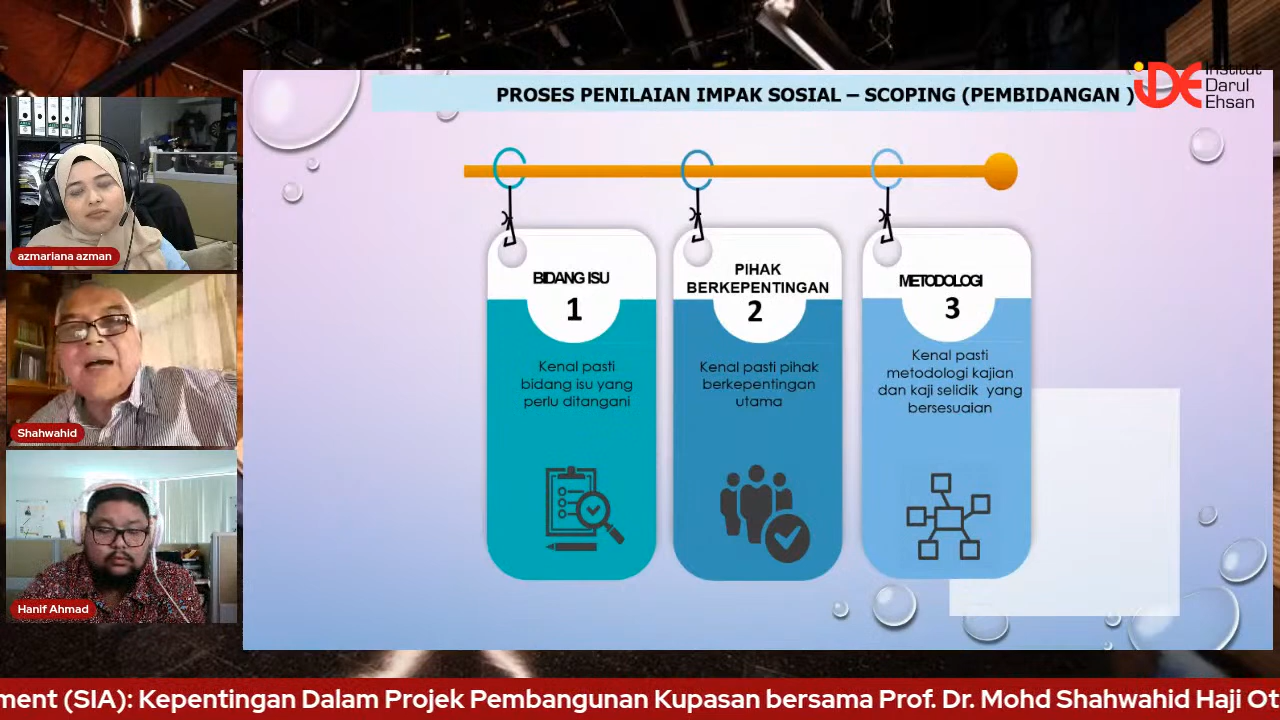 PROSES PENILAIAN IMPAK SOSIAL – SCOPING (PEMBIDANGAN )
Institut
Darul
Ehsan
azmariana azman
Shahwahid
Hanif Ahmad
BIDANG ISU
1
Kenal pasti
bidang isu yang
perlu ditangani
PIHAK
BERKEPENTINGAN
2
Kenal pasti pihak
berkepentingan
utama
METODOLOGI
3
Kenal pasti
metodologi kajian
dan kaji selidik yang
bersesuaian
ment (SIA): Kepentingan Dalam Projek Pembangunan Kupasan bersama Prof. Dr. Mohd Shahwahid Haji Ot